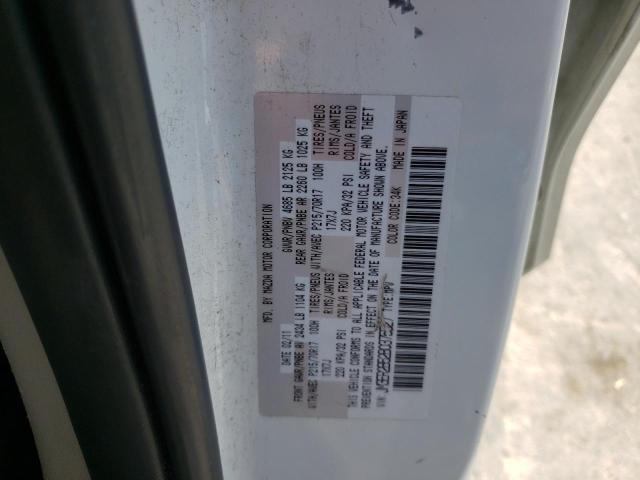 MFD. BY MAZDA MOTOR CORPORATION
DATE: 02/11 GVWR/PNBV 4685 LB 2125 KG
FRONT GAWR/PNBE AV 2434 LB 1104 KG REAR GAWR/PNBE AR 2260 LB 1025 KG
WITH/AVEC P215/70R17 100H TIRES/PNEUS WITH/AVEC P215/70R17 100H TIRES/PNEUS
17X7J RIMS/JANTES 17X7J RIMS/JANTES
220 KPA/32 PSI COLD/A FROID 220 KPA/32 PSI COLD/A FROID
THIS VEHICLE CONFORMS TO ALL APPLICABLE FEDERAL MOTOR VEHICLE SAFETY AND THEFT
PREVENTION STANDARDS IN EFFECT ON THE DATE OF MANUFACTURE SHOWN ABOVE.
VIN: TYPE:MPV COLOR CODE:34K MADE IN JAPAN